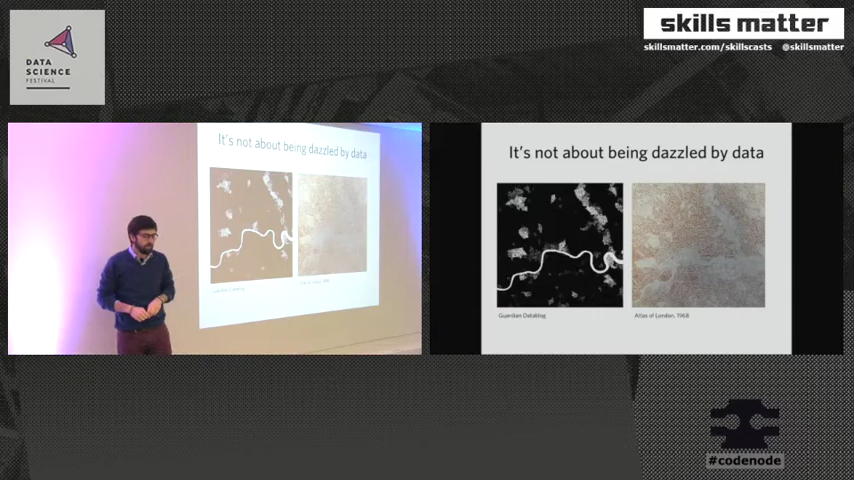 DATA
SCIENCE
FESTIVAL
skills matter
skillsmatter.com/skillscasts @skillsmatter
It's not about being dazzled by data
It's not about being dazzled by data
Guardian Datablog
Atlas of London, 1968
#codenode